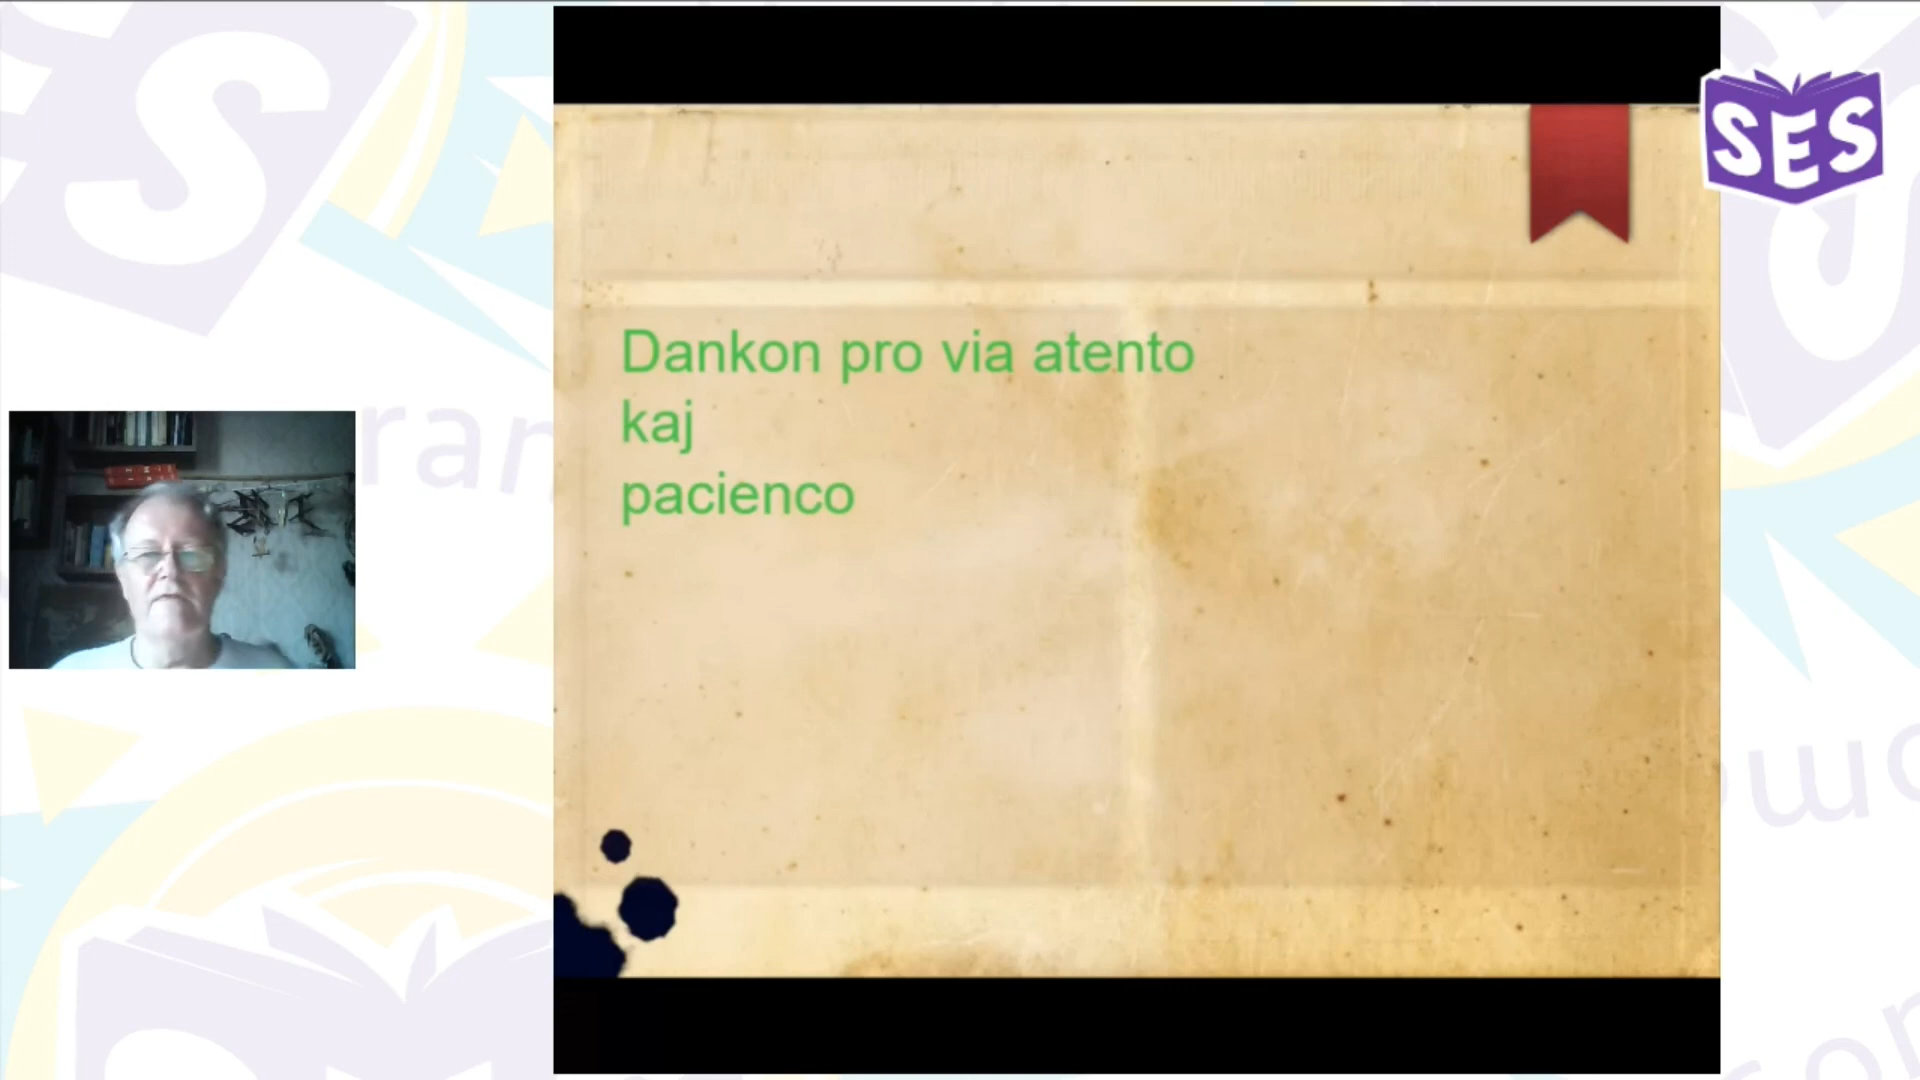 SES
Dankon pro via atento
kaj
pacienco